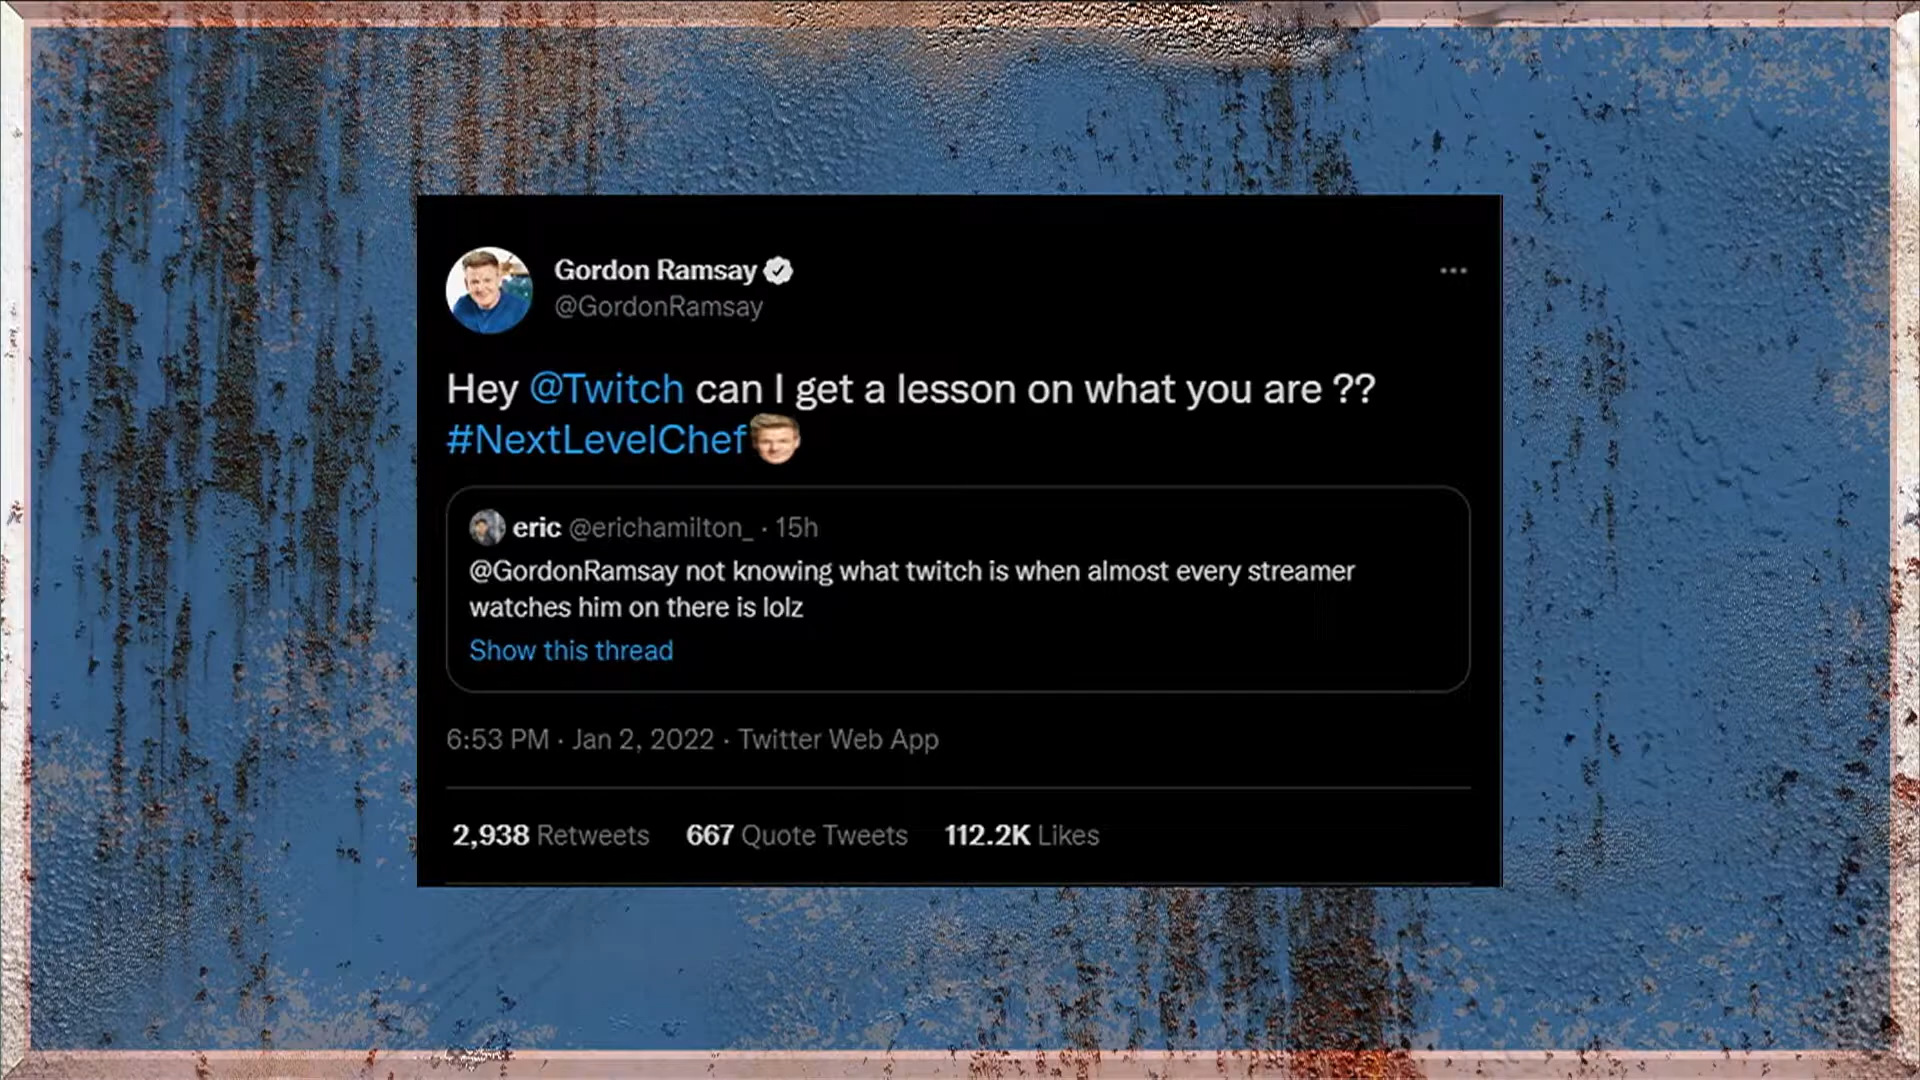 Gordon Ramsay
@GordonRamsay
Hey @Twitch can I get a lesson on what you are ??
#NextLevelChef
eric @erichamilton_ · 15h
@GordonRamsay not knowing what twitch is when almost every streamer
watches him on there is lolz
Show this thread
6:53 PM · Jan 2, 2022 · Twitter Web App
2,938 Retweets 667 Quote Tweets 112.2K Likes